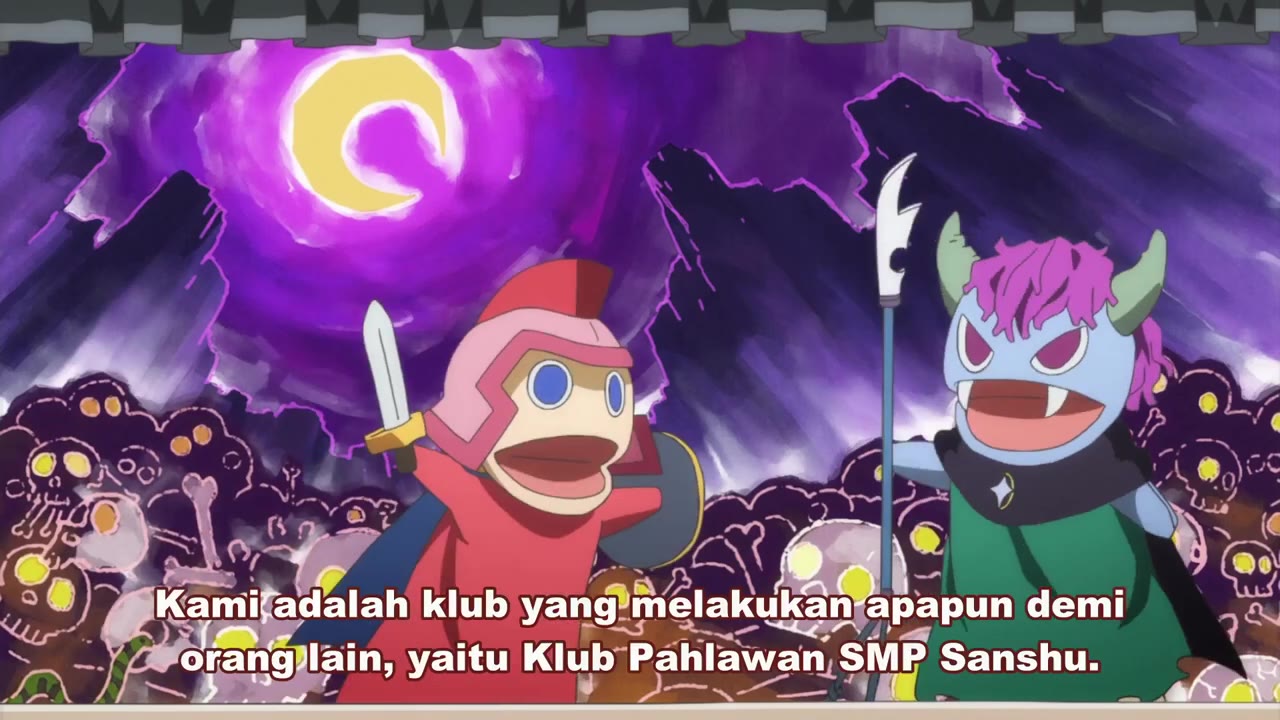 Kami adalah klub yang melakukan apapun demi
orang lain, yaitu Klub Pahlawan SMP Sanshu.